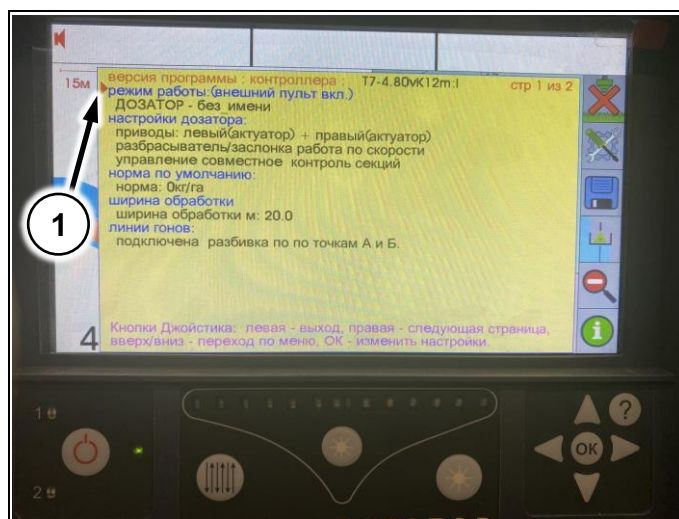 15м
версия программы : контроллера : T7-4.80vK12m:l стр 1 из 2
режим работы:(внешний пульт вкл.)
ДОЗАТОР - без_имени
настройки дозатора:
приводы: левый(актуатор) + правый(актуатор)
разбрасыватель/заслонка работа по скорости
управление совместное контроль секций
норма по умолчанию:
норма: 0кг/га
ширина обработки
ширина обработки м: 20.0
линии гонов:
подключена разбивка по по точкам А и Б.
1
Кнопки Джойстика: левая - выход, правая - следующая страница,
вверх/вниз - переход по меню, ОК - изменить настройки.
4
i
1
2
?
OK